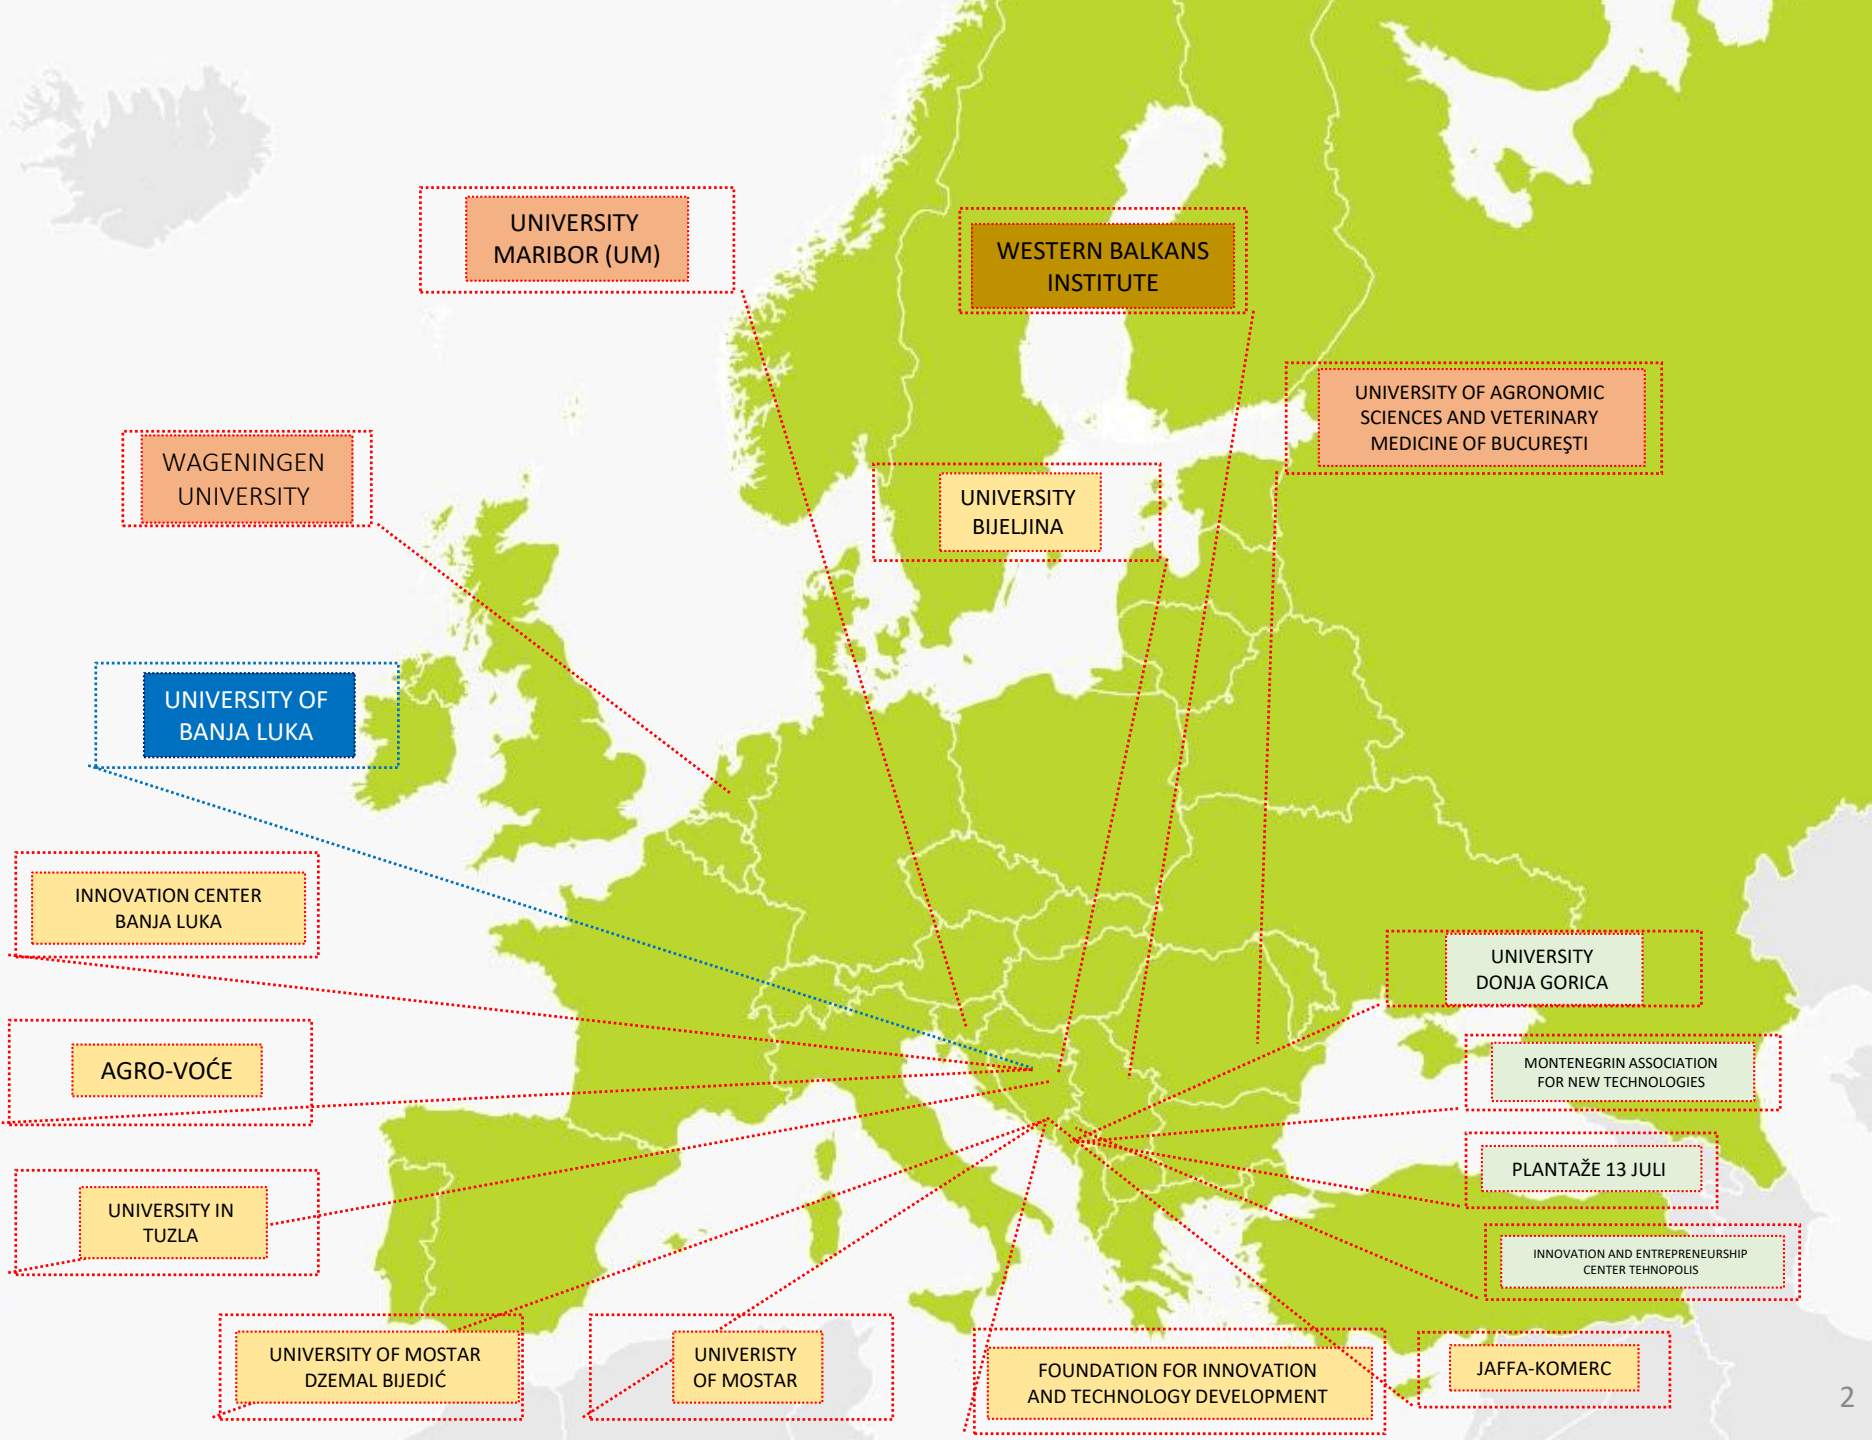 UNIVERSITY
MARIBOR (UM)
WESTERN BALKANS
INSTITUTE
UNIVERSITY OF AGRONOMIC
SCIENCES AND VETERINARY
MEDICINE OF BUCUREŞTI
WAGENINGEN
UNIVERSITY
UNIVERSITY
BIJELJINA
UNIVERSITY OF
BANJA LUKA
INNOVATION CENTER
BANJA LUKA
UNIVERSITY
DONJA GORICA
AGRO-VOĆE
MONTENEGRIN ASSOCIATION
FOR NEW TECHNOLOGIES
PLANTAŽE 13 JULI
UNIVERSITY IN
TUZLA
INNOVATION AND ENTREPRENEURSHIP
CENTER TEHNOPOLIS
UNIVERSITY OF MOSTAR
DZEMAL BIJEDIĆ
UNIVERISTY
OF MOSTAR
FOUNDATION FOR INNOVATION
AND TECHNOLOGY DEVELOPMENT
JAFFA-KOMERC
2